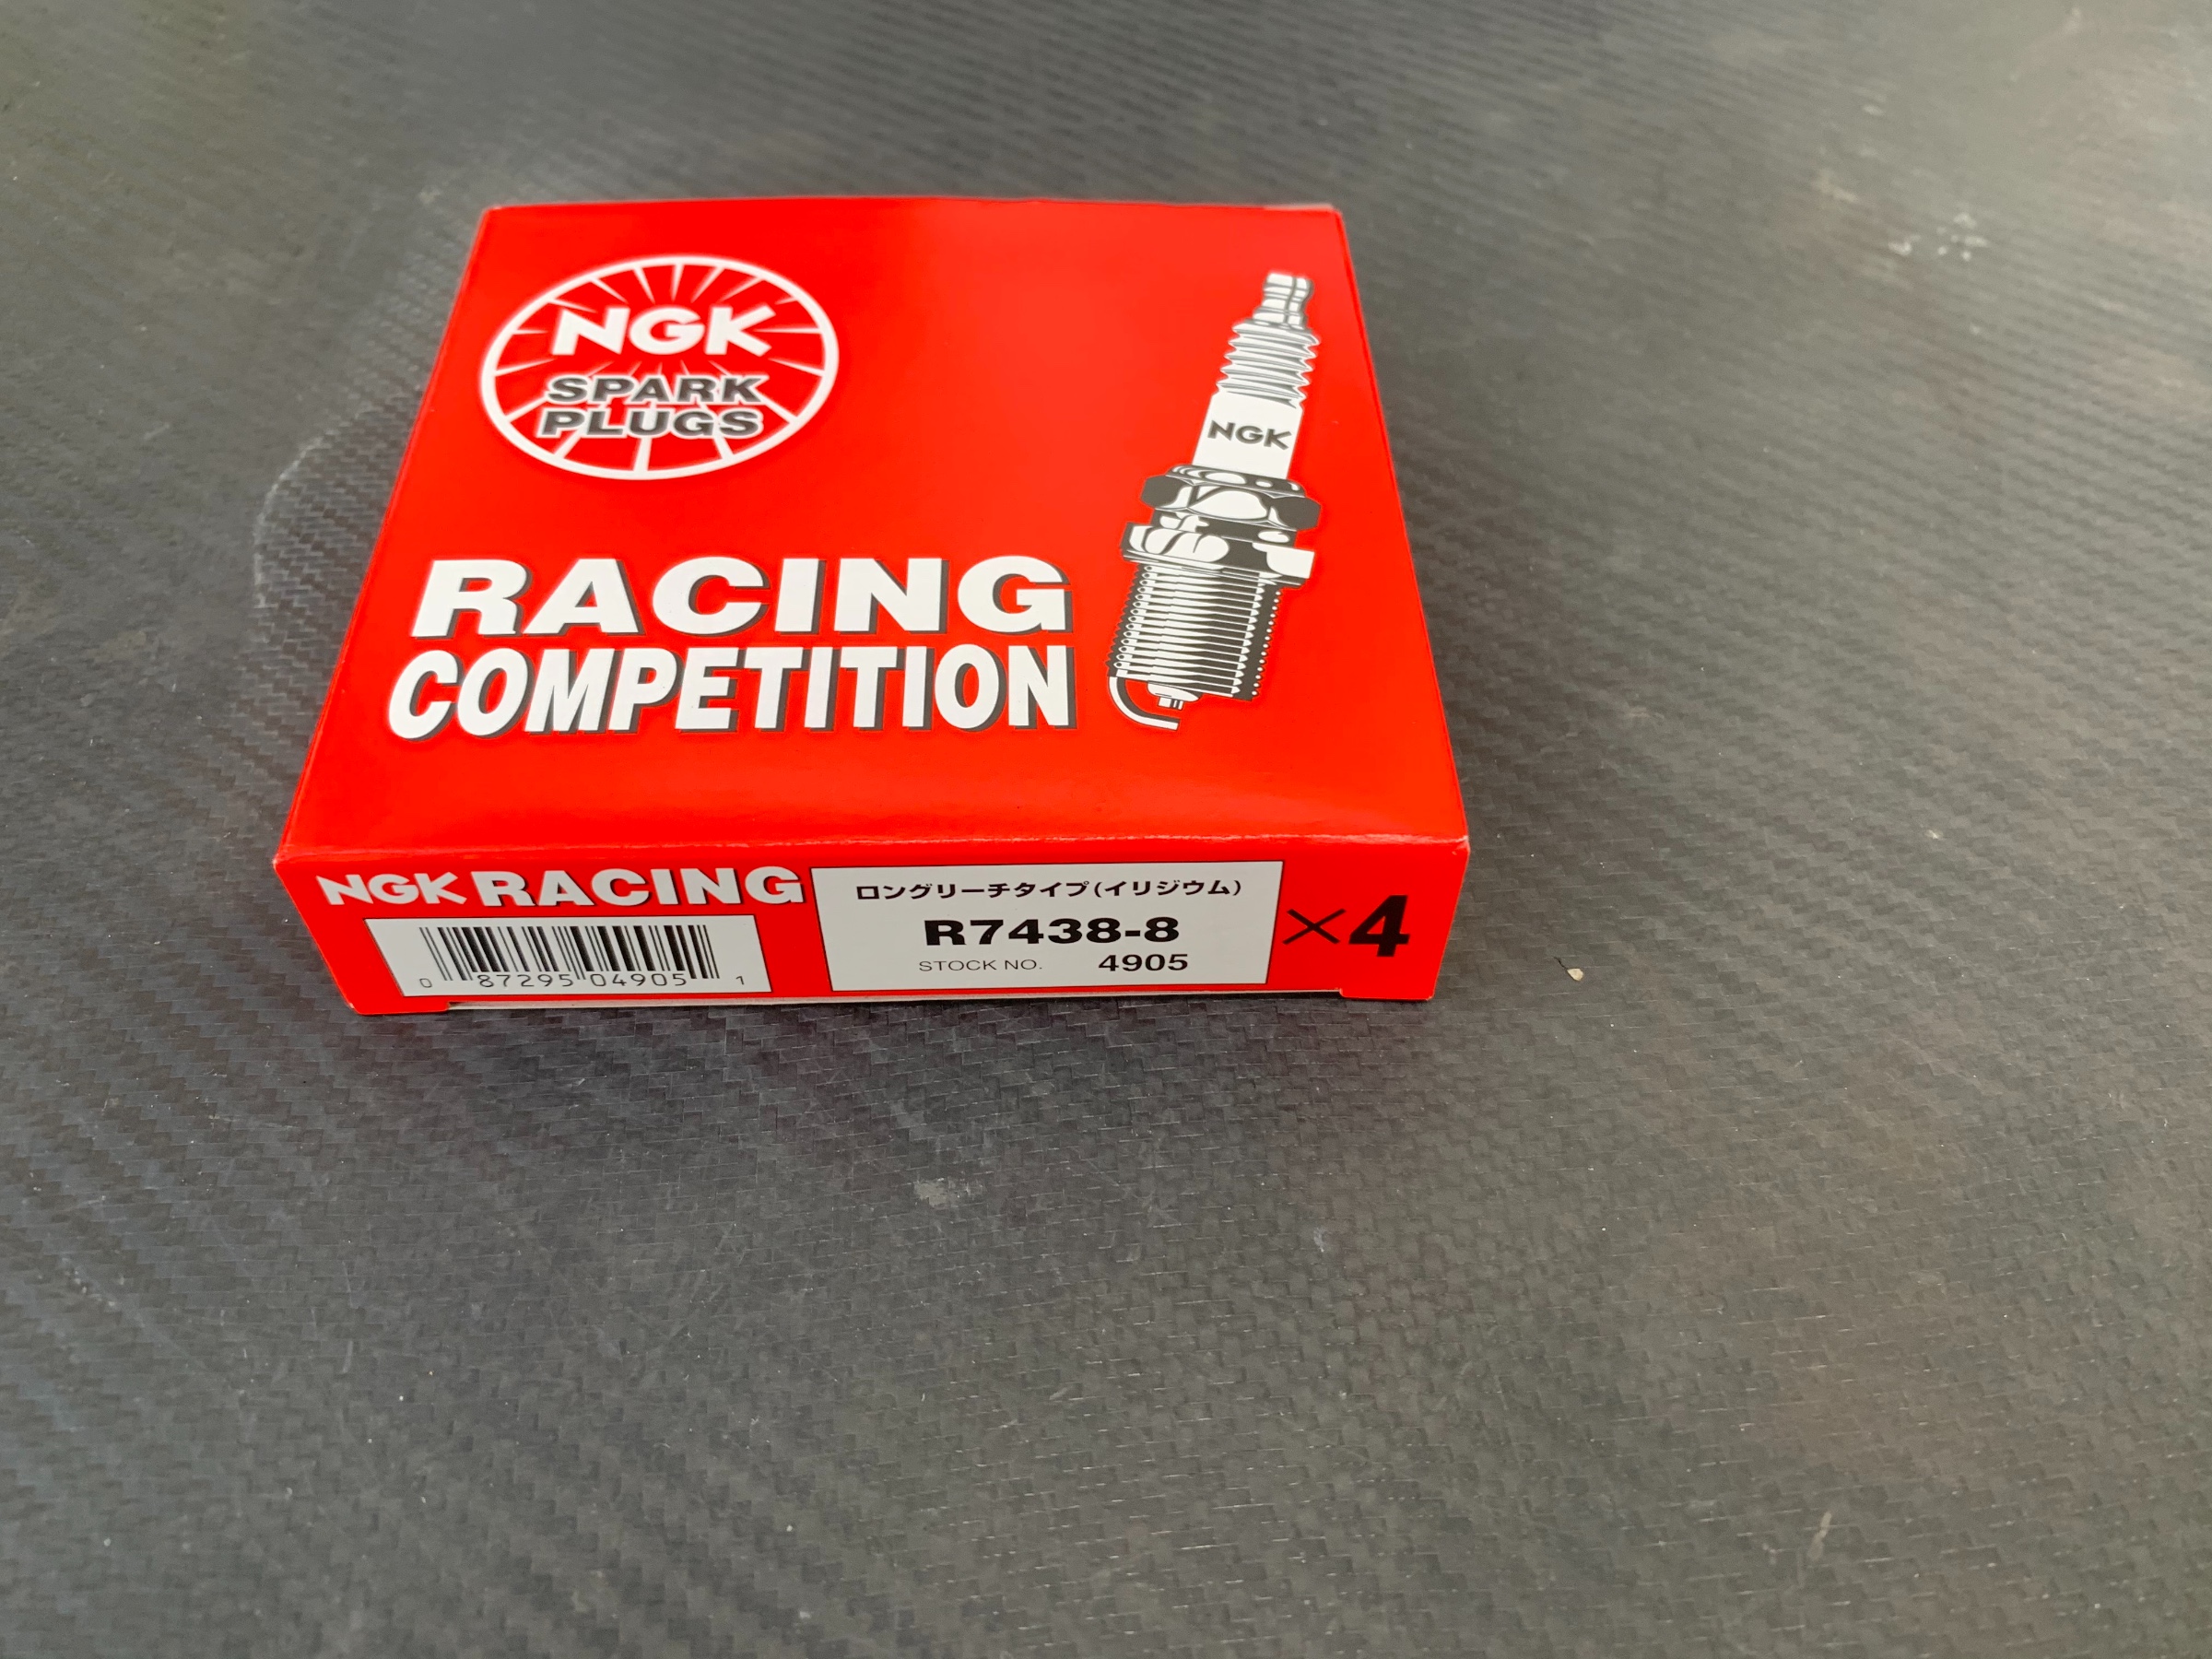 NGK
SPARK
PLUGS
NGK
RACING
COMPETITION
NGK RACING
0 87295 04905 1
ロングリーチタイプ(イリジウム)
R7438-8
STOCK NO. 4905
×4